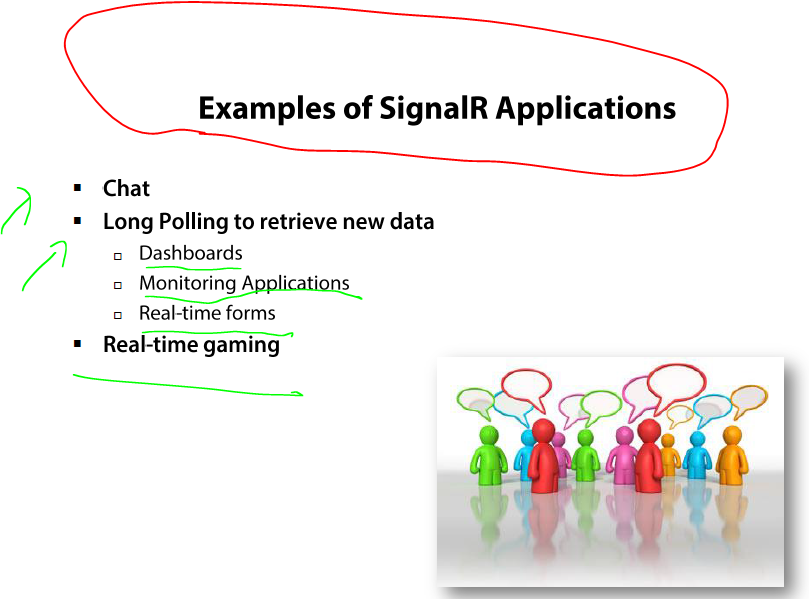 Examples of SignalR Applications
Chat
Long Polling to retrieve new data
Dashboards
Monitoring Applications
Real-time forms
Real-time gaming